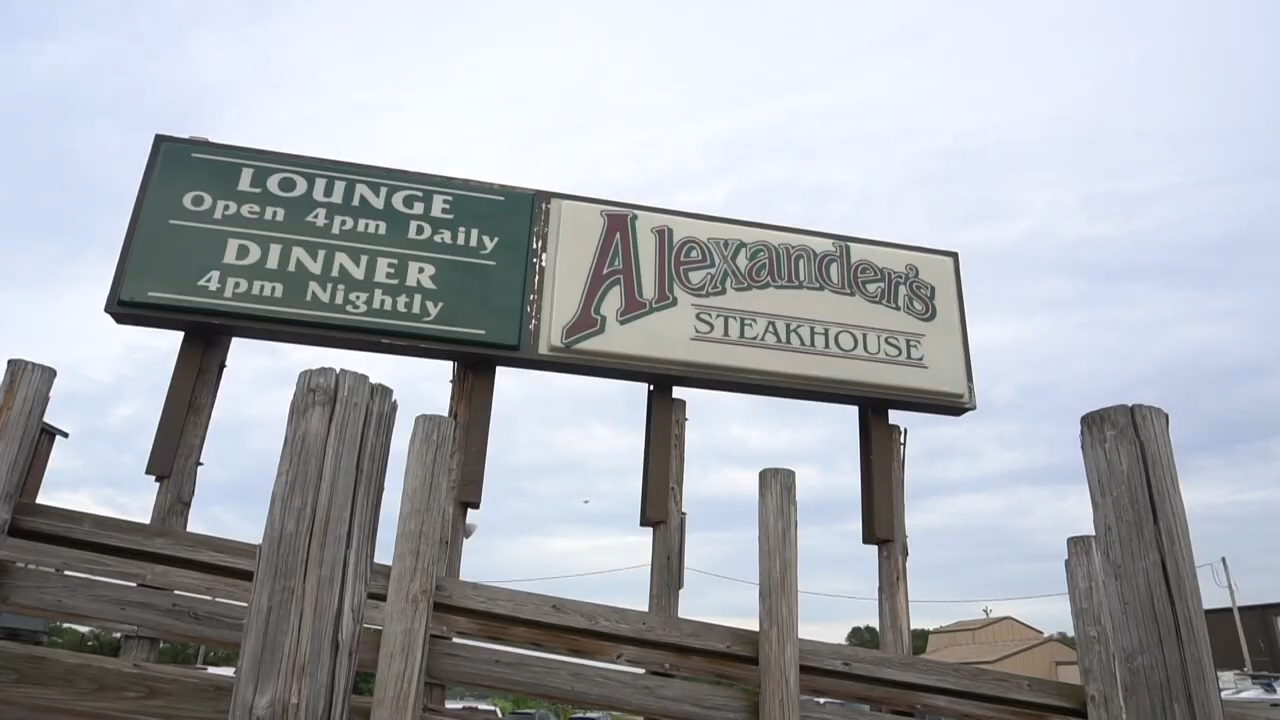 LOUNGE
Open 4pm Daily
DINNER
4pm Nightly
Alexander's
STEAKHOUSE